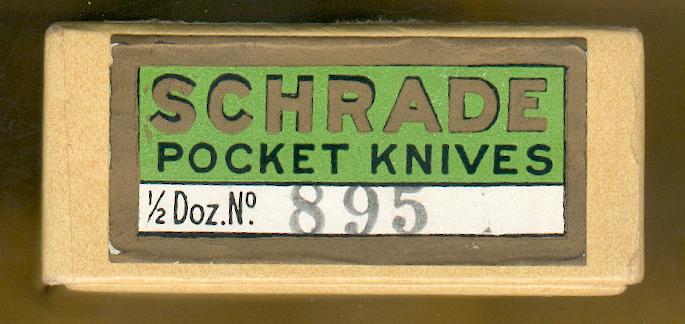 SCHRADE
POCKET KNIVES
½ Doz. Nº 895